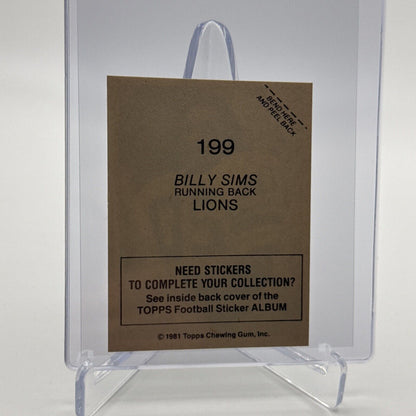 BEND HERE
AND PEEL BACK
199
BILLY SIMS
RUNNING BACK
LIONS
NEED STICKERS
TO COMPLETE YOUR COLLECTION?
See inside back cover of the
TOPPS Football Sticker ALBUM
© 1981 Topps Chewing Gum, Inc.